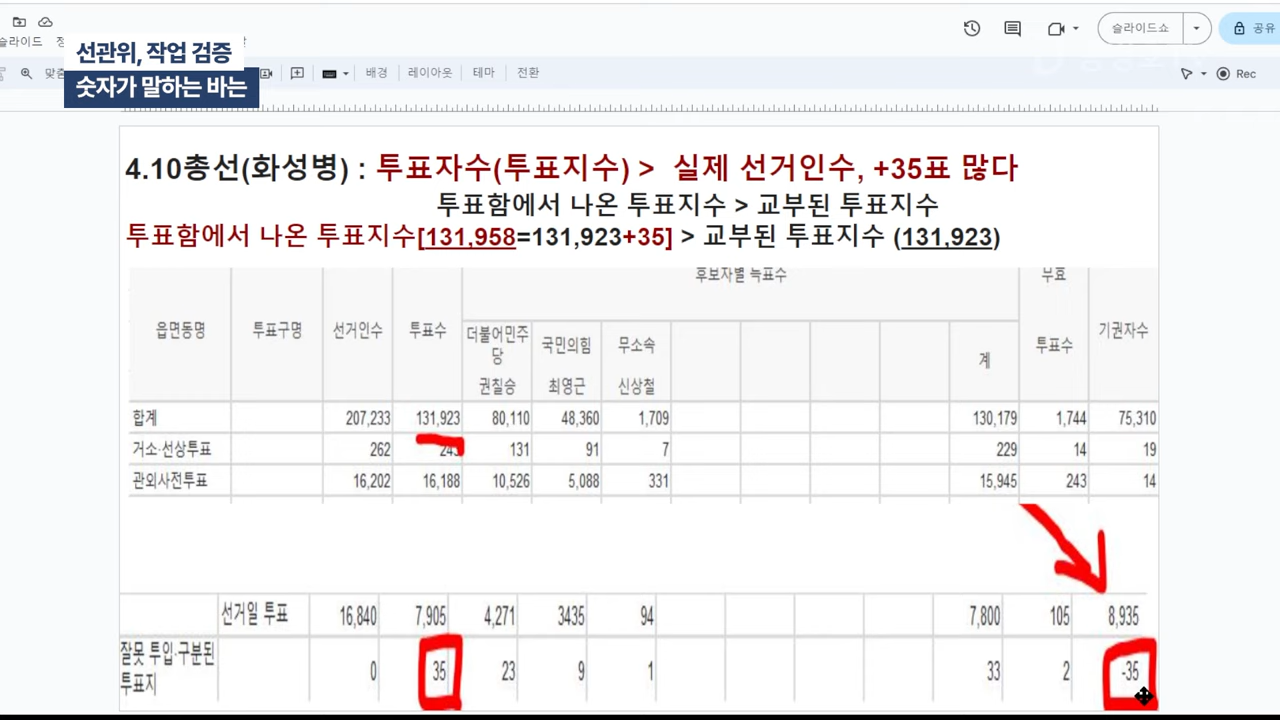 슬라이드
공유
선관위, 작업 검증
숫자가 말하는 바는
배경 레이아웃 테마 전환
Rec
4.10총선(화성병) : 투표자수(투표지수) > 실제 선거인수, +35표 많다
투표함에서 나온 투표지수 > 교부된 투표지수
투표함에서 나온 투표지수[131,958=131,923+35] > 교부된 투표지수 (131,923)
읍면동명 투표구명 선거인수 투표수 후보자별 득표수 무효 투표수 기권자수
더불어민주당 권칠승 국민의힘 최영근 무소속 신상철 계
합계 207,233 131,923 80,110 48,360 1,709 130,179 1,744 75,310
거소·선상투표 262 243 131 91 7 229 14 19
관외사전투표 16,202 16,188 10,526 5,088 331 15,945 243 14
선거일 투표 16,840 7,905 4,271 3435 94 7,800 105 8,935
잘못 투입·구분된 투표지 0 35 23 9 1 33 2 -35